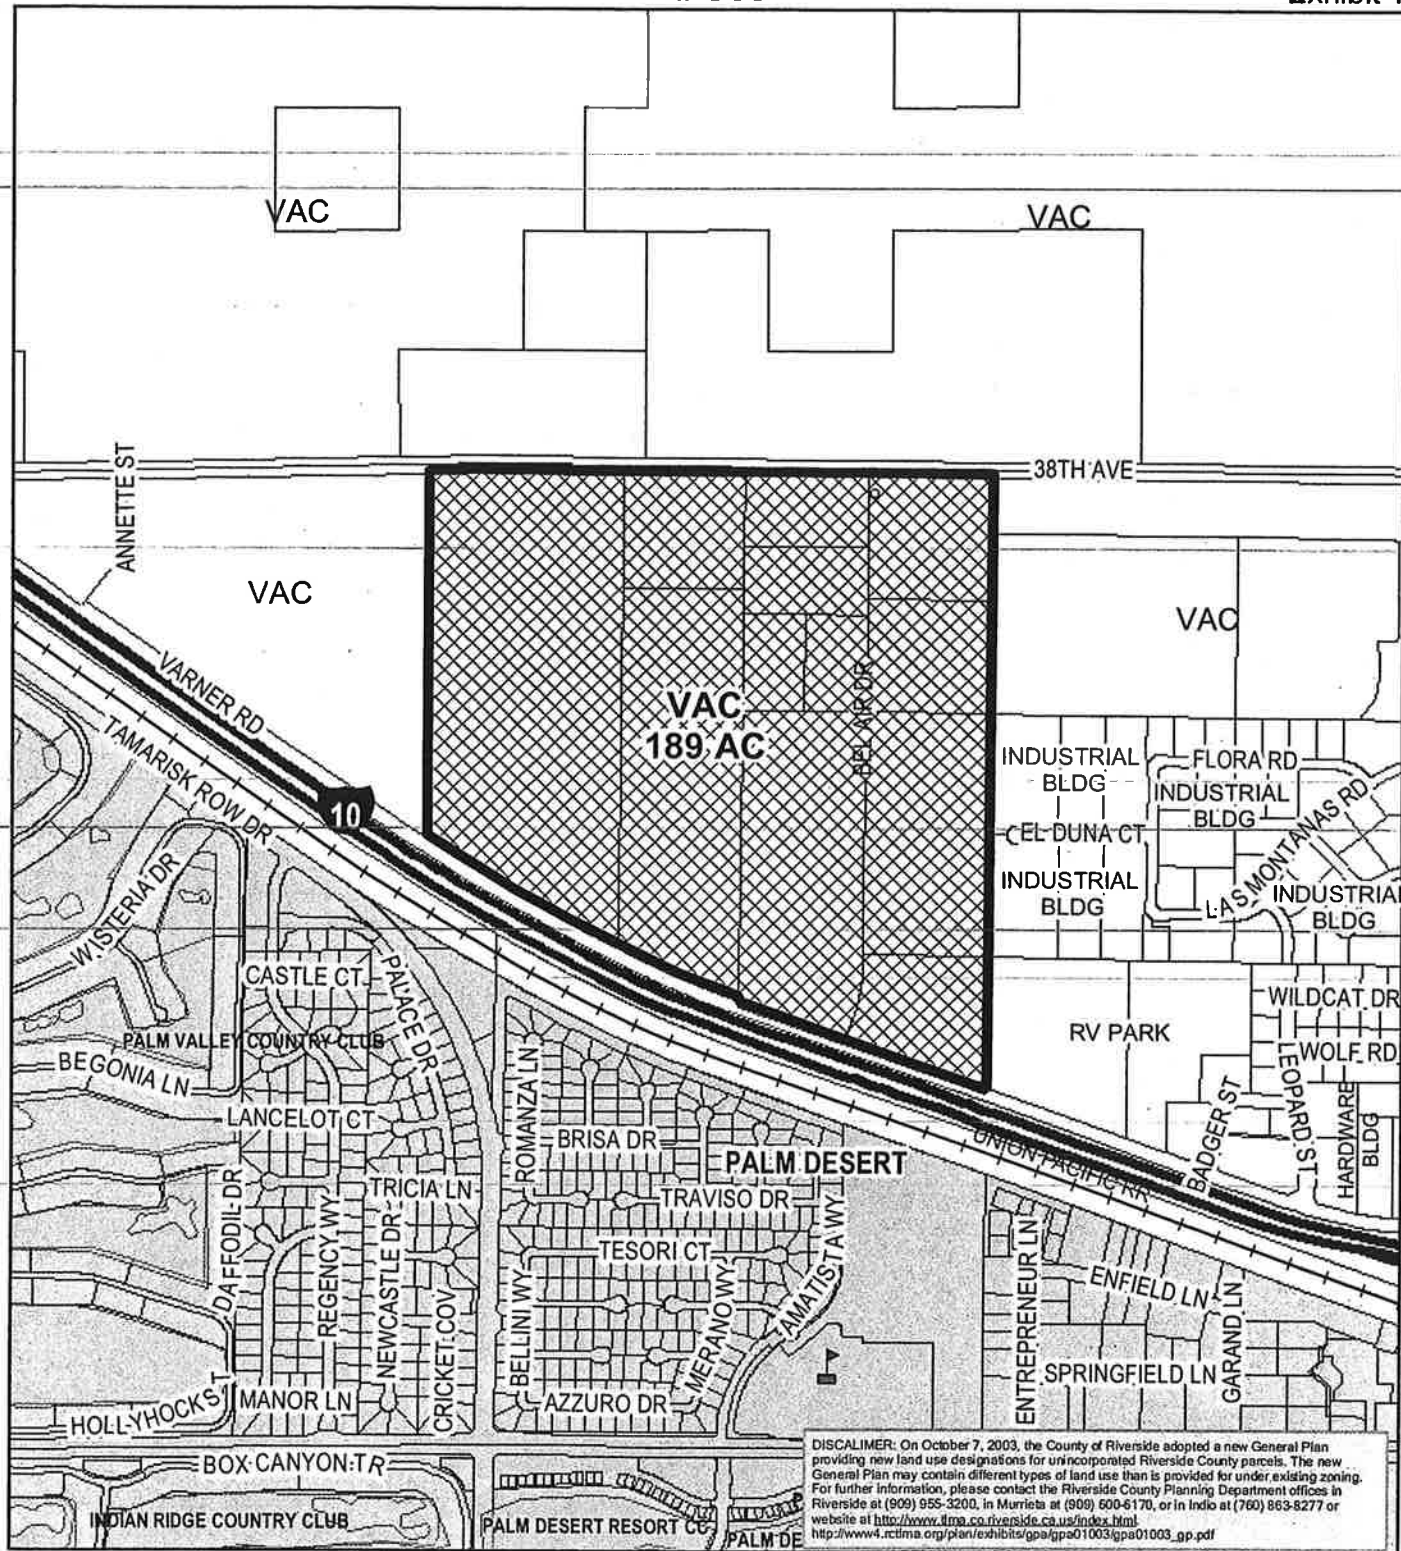 VAC
VAC
38TH AVE
ANNETTE ST
VAC
VAC
VARNER RD
VAC
189 AC
BEL AIR DR
TAMARISK ROW DR
10
INDUSTRIAL
BLDG
FLORA RD
INDUSTRIAL
BLDG
EL DUNA CT
LAS MONTANAS RD
INDUSTRIAL
BLDG
INDUSTRIAL
BLDG
WISTERIA DR
CASTLE CT
PALACE DR
WILDCAT DR
RV PARK
PALM VALLEY COUNTRY CLUB
WOLF RD
BEGONIA LN
ROMANZA LN
LEOPARD ST
LANCELOT CT
BADGER ST
HARDWARE
BLDG
BRISA DR
UNION PACIFIC RR
PALM DESERT
DAFFODIL DR
TRICIA LN
TRAVISO DR
REGENCY WY
NEWCASTLE DR
TESORI CT
AMATISTA WY
ENTREPRENEUR LN
ENFIELD LN
CRICKET COV
BELLINI WY
MERANO WY
GARAND LN
SPRINGFIELD LN
HOLLYHOCK ST
MANOR LN
AZZURO DR
BOX CANYON TR
INDIAN RIDGE COUNTRY CLUB
PALM DESERT RESORT CC
PALM DE
DISCALIMER: On October 7, 2003, the County of Riverside adopted a new General Plan
providing new land use designations for unincorporated Riverside County parcels. The new
General Plan may contain different types of land use than is provided for under existing zoning.
For further information, please contact the Riverside County Planning Department offices in
Riverside at (909) 955-3200, in Murrieta at (909) 600-6170, or in Indio at (760) 863-8277 or
website at http://www.tlma.co.riverside.ca.us/index.html
http://www4.rctlma.org/plan/exhibits/gpa/gpa01003/gpa01003_gp.pdf